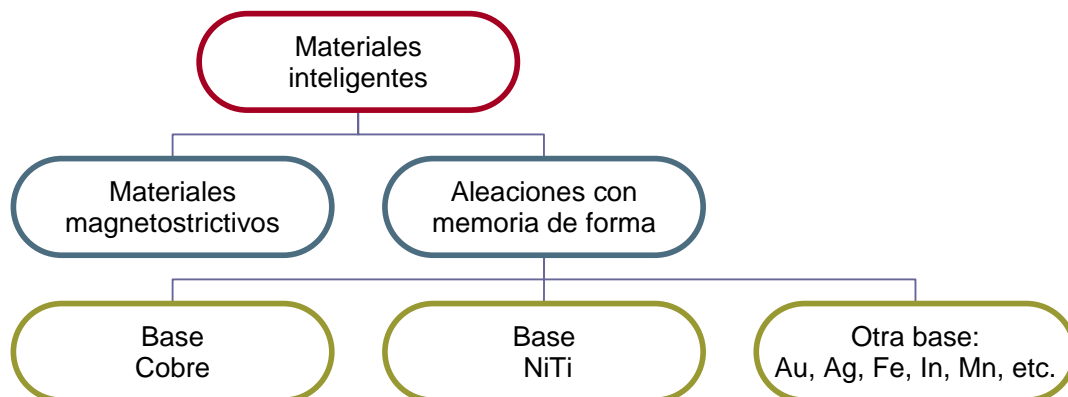 Materiales
inteligentes
Materiales
magnetostrictivos
Aleaciones con
memoria de forma
Base
Cobre
Base
NiTi
Otra base:
Au, Ag, Fe, In, Mn, etc.